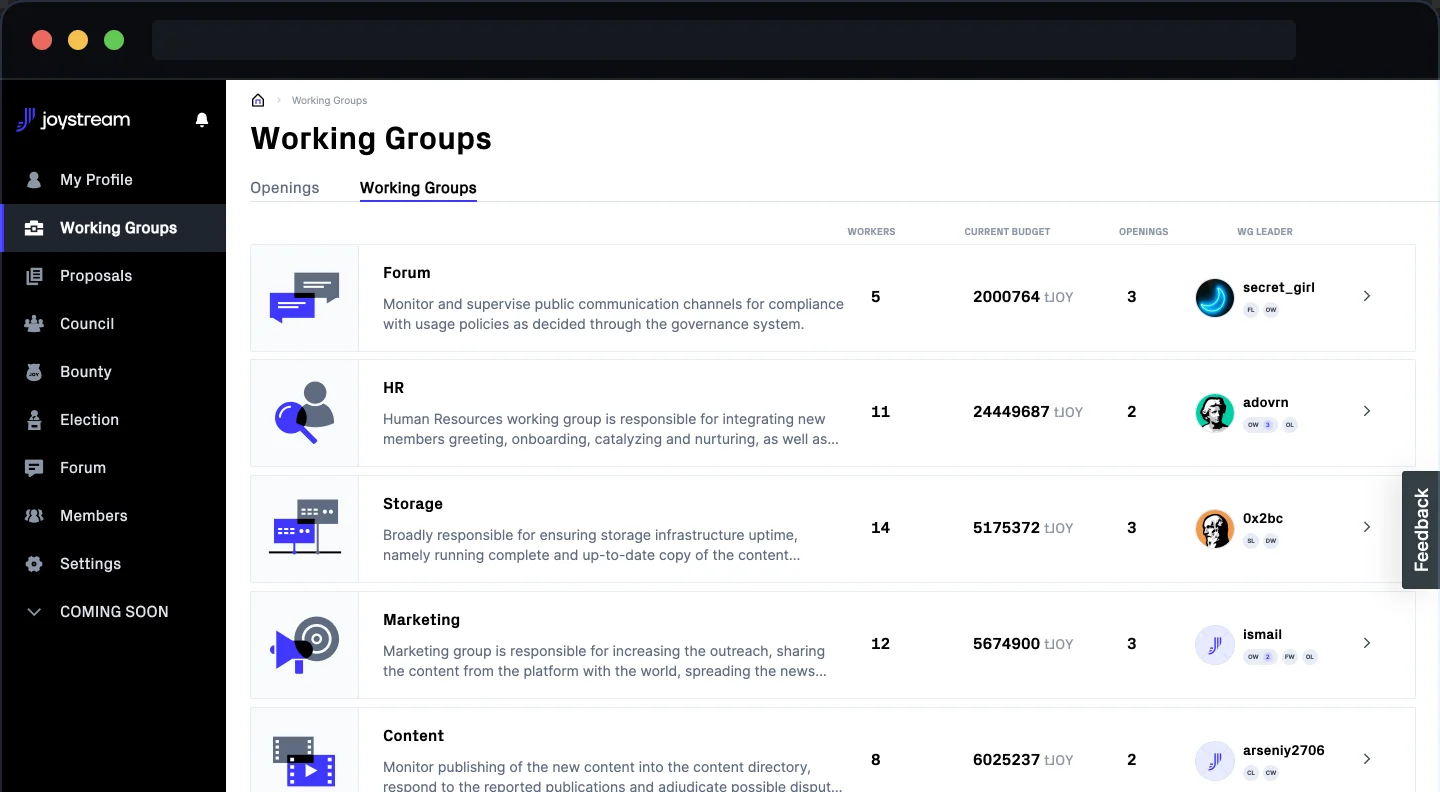 joystream
My Profile
Working Groups
Proposals
Council
Bounty
Election
Forum
Members
Settings
COMING SOON
Working Groups
Working Groups
Openings Working Groups
WORKERS CURRENT BUDGET OPENINGS WG LEADER
Forum
Monitor and supervise public communication channels for compliance
with usage policies as decided through the governance system.
5 2000764 tJOY 3
secret_girl
FL OW
HR
Human Resources working group is responsible for integrating new
members greeting, onboarding, catalyzing and nurturing, as well as...
11 24449687 tJOY 2
adovrn
OW 3 OL
Storage
Broadly responsible for ensuring storage infrastructure uptime,
namely running complete and up-to-date copy of the content...
14 5175372 tJOY 3
0x2bc
SL DW
Marketing
Marketing group is responsible for increasing the outreach, sharing
the content from the platform with the world, spreading the news...
12 5674900 tJOY 3
ismail
OW 2 FW OL
Content
Monitor publishing of the new content into the content directory,
respond to the reported publications and adjudicate possible disput...
8 6025237 tJOY 2
arseniy2706
CL CW
Feedback